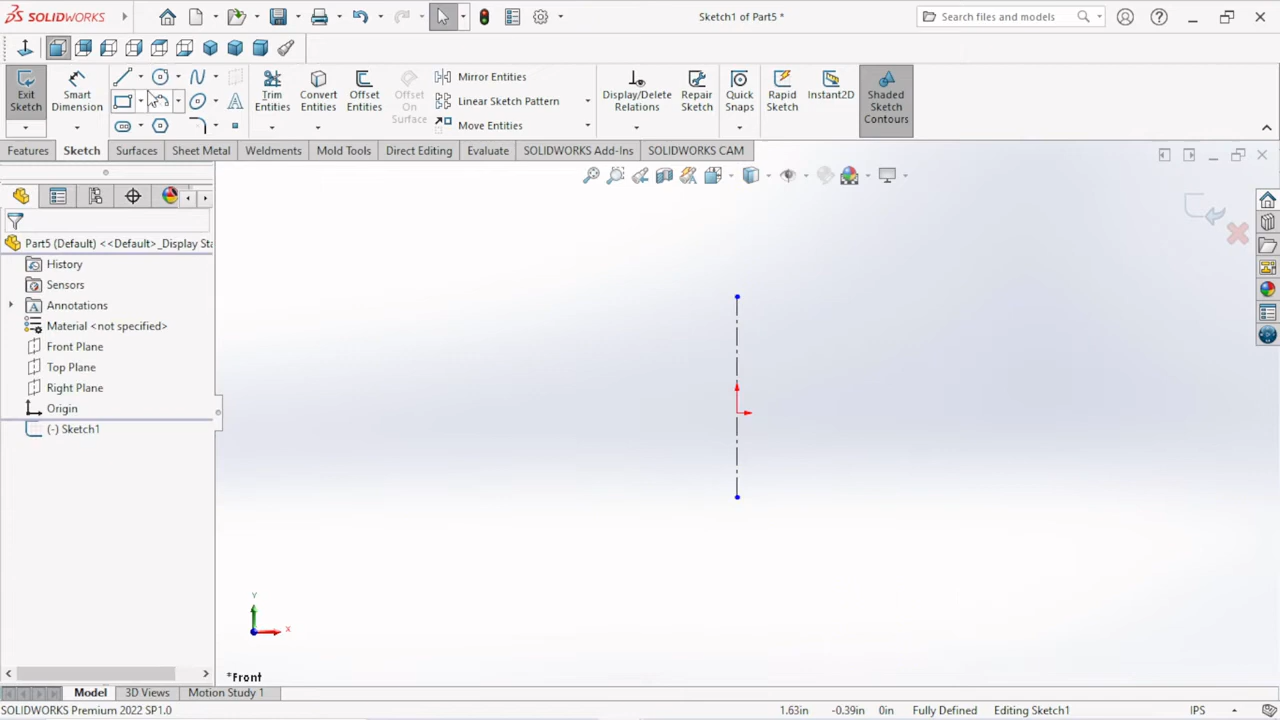 SOLIDWORKS
Sketch1 of Part5 *
Search files and models
Exit Sketch
Smart Dimension
Trim Entities
Convert Entities
Offset Entities
Offset On Surface
Mirror Entities
Linear Sketch Pattern
Move Entities
Display/Delete Relations
Repair Sketch
Quick Snaps
Rapid Sketch
Instant2D
Shaded Sketch Contours
Features
Sketch
Surfaces
Sheet Metal
Weldments
Mold Tools
Direct Editing
Evaluate
SOLIDWORKS Add-Ins
SOLIDWORKS CAM
Part5 (Default) <<Default>_Display Sta
History
Sensors
Annotations
Material <not specified>
Front Plane
Top Plane
Right Plane
Origin
(-) Sketch1
Y
X
*Front
Model
3D Views
Motion Study 1
SOLIDWORKS Premium 2022 SP1.0
1.63in
-0.39in
0in
Fully Defined
Editing Sketch1
IPS